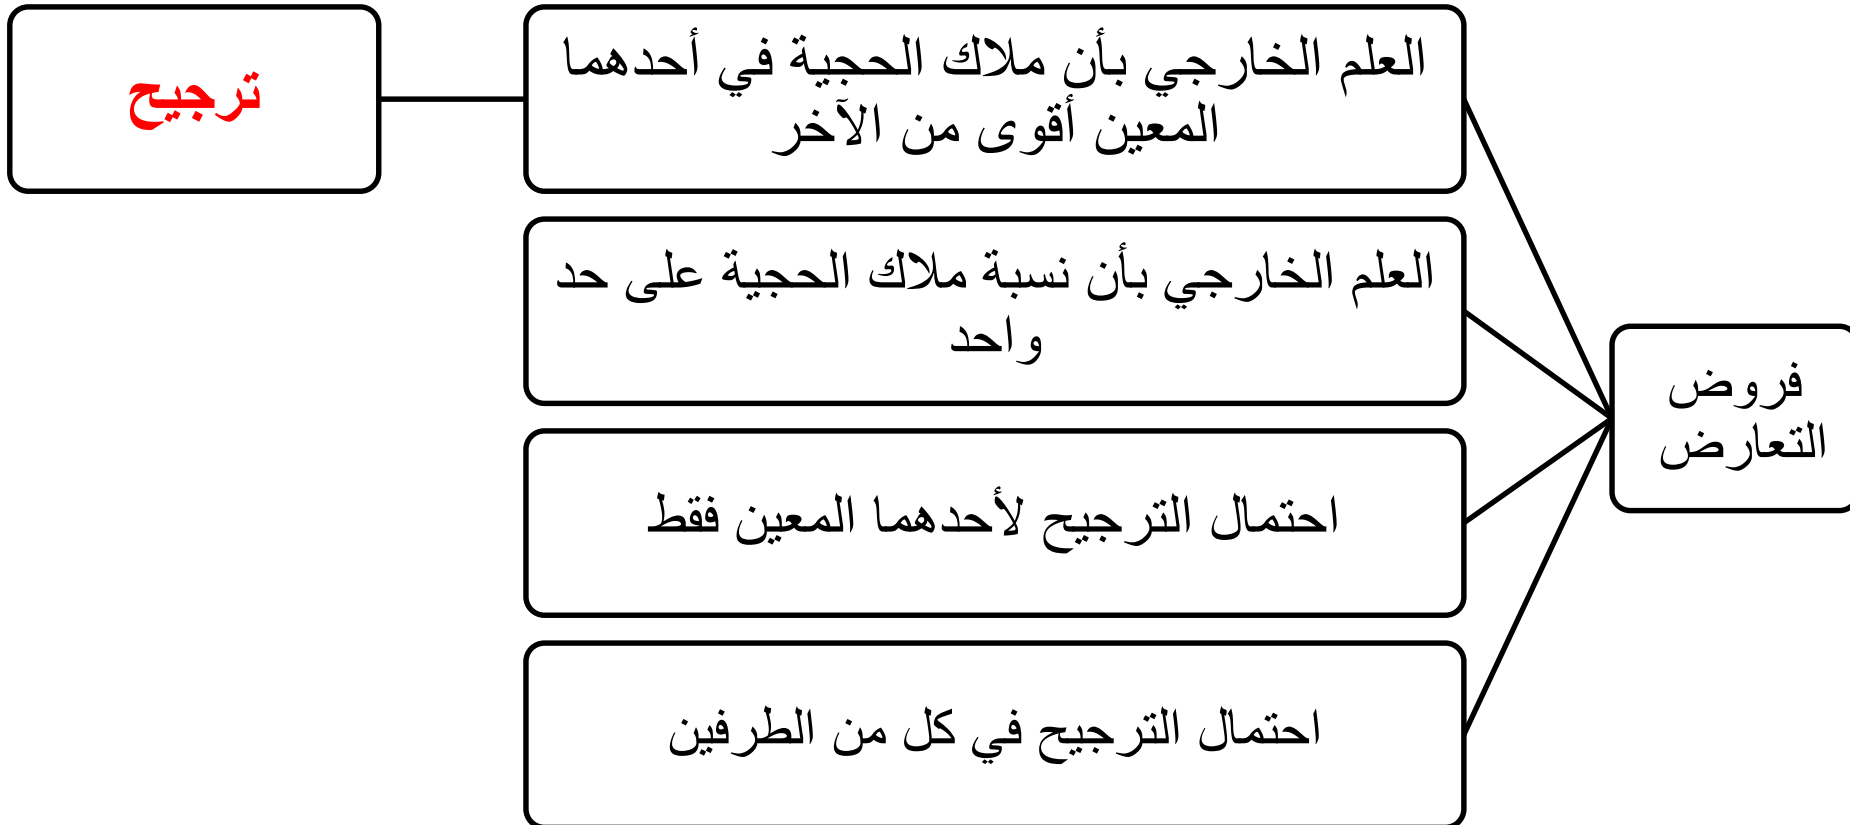 فروض
التعارض
العلم الخارجي بأن ملاك الحجية في أحدهما
المعين أقوى من الآخر
ترجيح
العلم الخارجي بأن نسبة ملاك الحجية على حد
واحد
احتمال الترجيح لأحدهما المعين فقط
احتمال الترجيح في كل من الطرفين